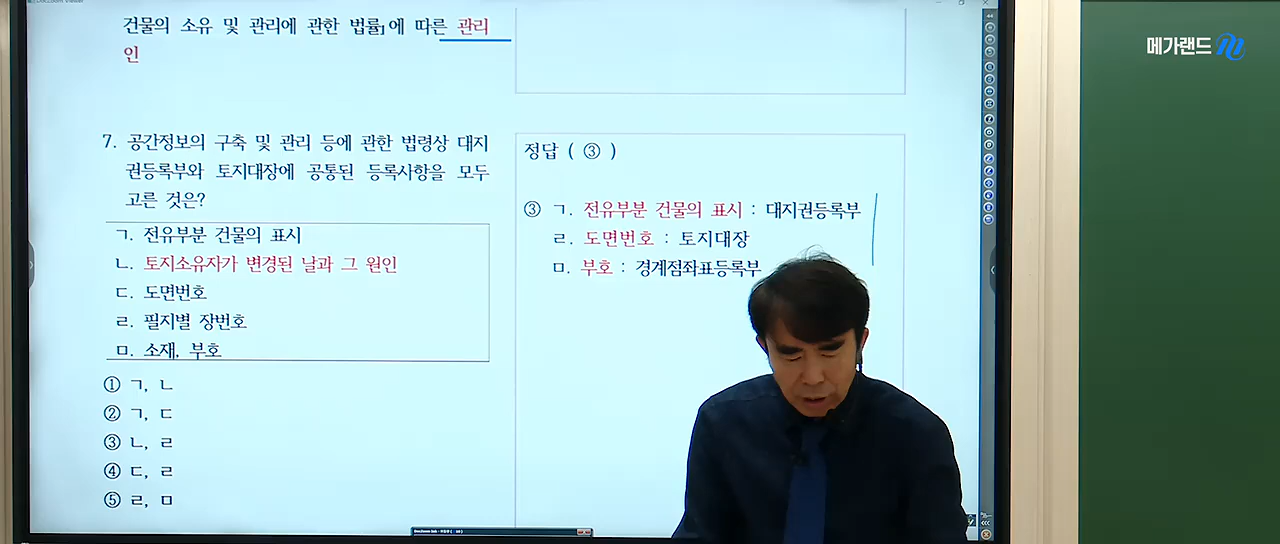 건물의 소유 및 관리에 관한 법률」에 따른 관리
인
7. 공간정보의 구축 및 관리 등에 관한 법령상 대지
권등록부와 토지대장에 공통된 등록사항을 모두
고른 것은?
ㄱ. 전유부분 건물의 표시
ㄴ. 토지소유자가 변경된 날과 그 원인
ㄷ. 도면번호
ㄹ. 필지별 장번호
ㅁ. 소재, 부호
① ㄱ, ㄴ
② ㄱ, ㄷ
③ ㄴ, ㄹ
④ ㄷ, ㄹ
⑤ ㄹ, ㅁ
정답 ( ③ )
③ ㄱ. 전유부분 건물의 표시 : 대지권등록부
ㄹ. 도면번호 : 토지대장
ㅁ. 부호 : 경계점좌표등록부
메가랜드